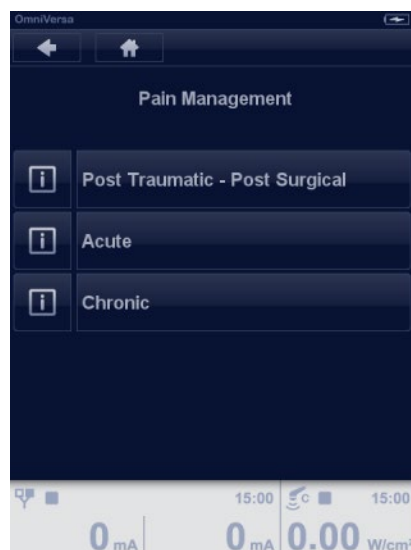 OmniVersa
Pain Management
Post Traumatic - Post Surgical
Acute
Chronic
15:00 C 15:00
0 mA 0 mA 0.00 W/cm²